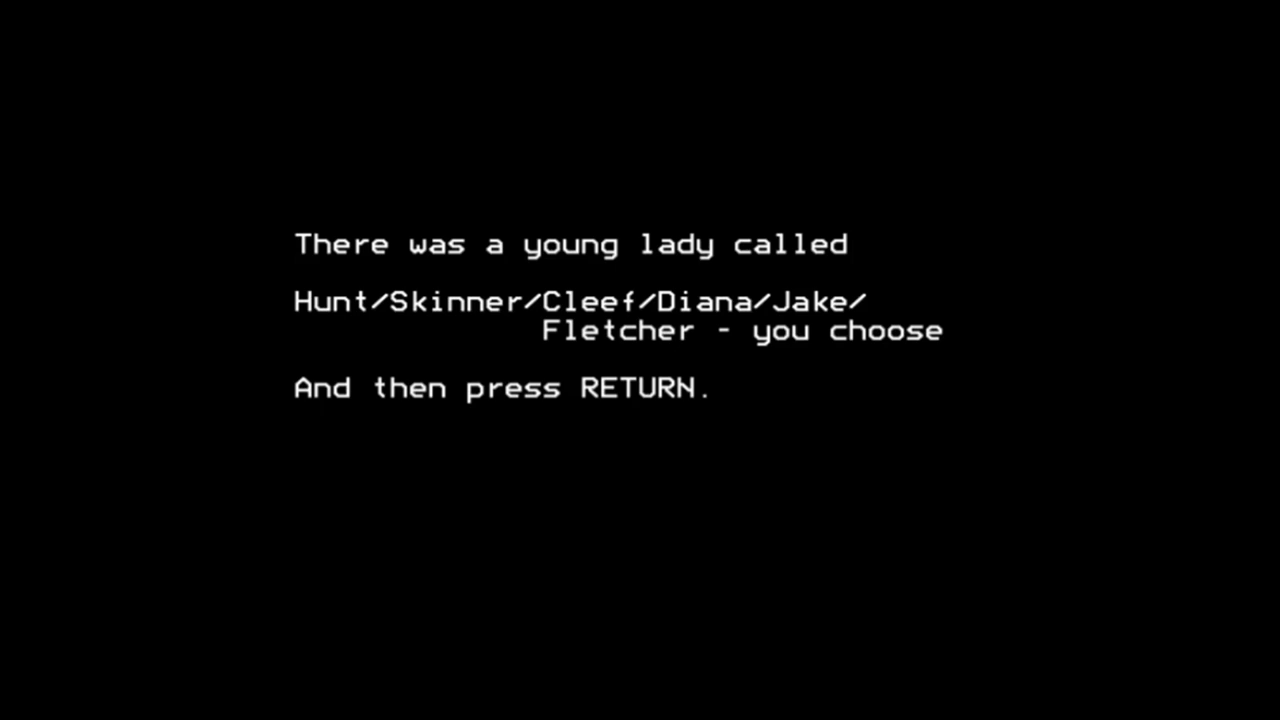 There was a young lady called
Hunt/Skinner/Cleef/Diana/Jake/
Fletcher - you choose
And then press RETURN.